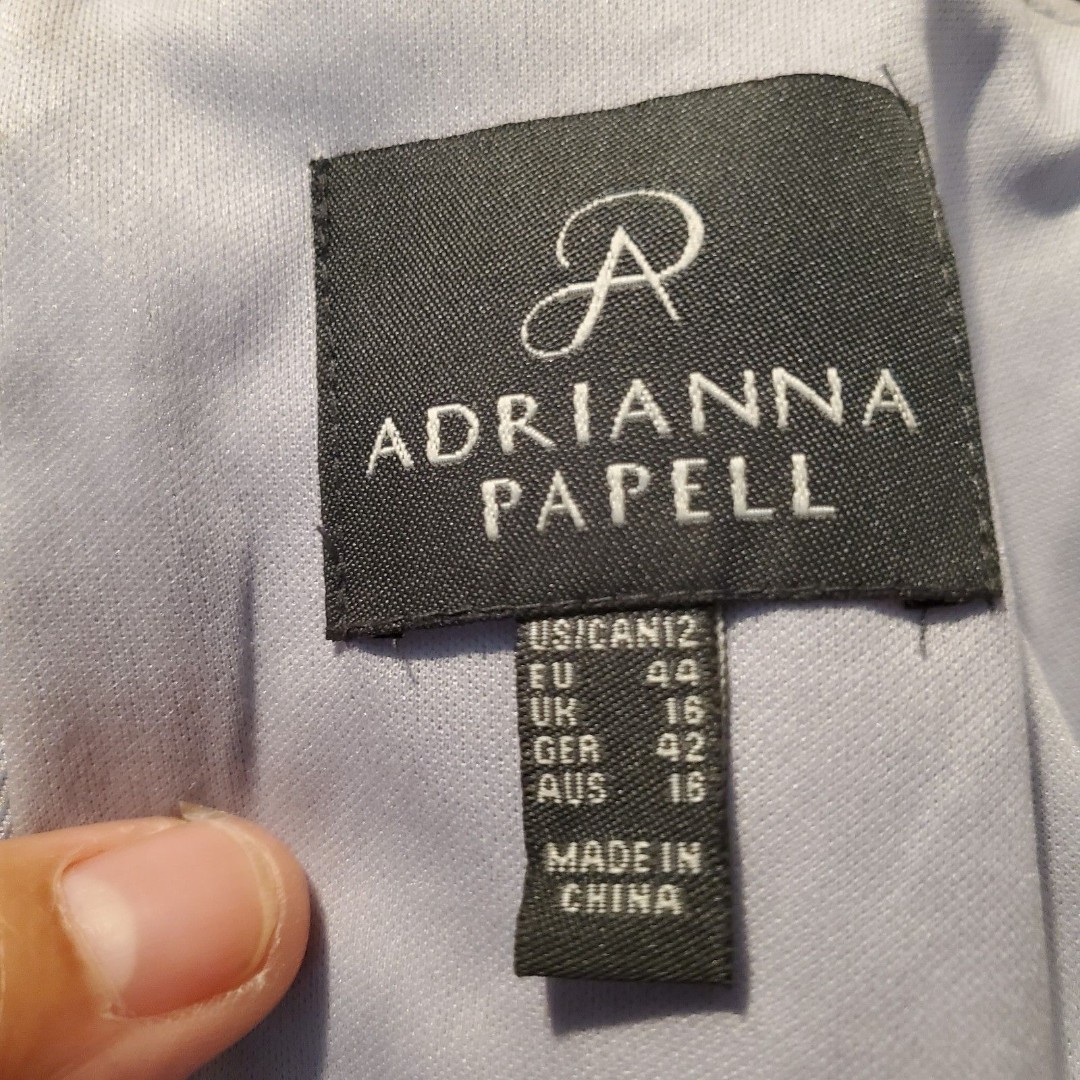 AP
ADRIANNA
PAPELL
US/CAN12
EU 44
UK 16
GER 42
AUS 16
MADE IN
CHINA